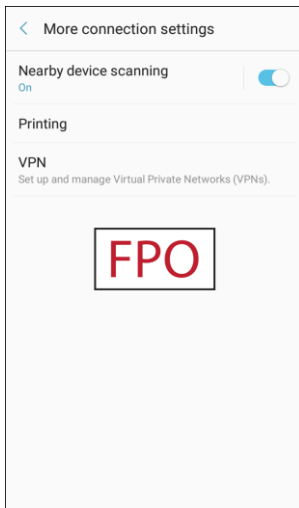 More connection settings
Nearby device scanning
On
Printing
VPN
Set up and manage Virtual Private Networks (VPNs).
FPO